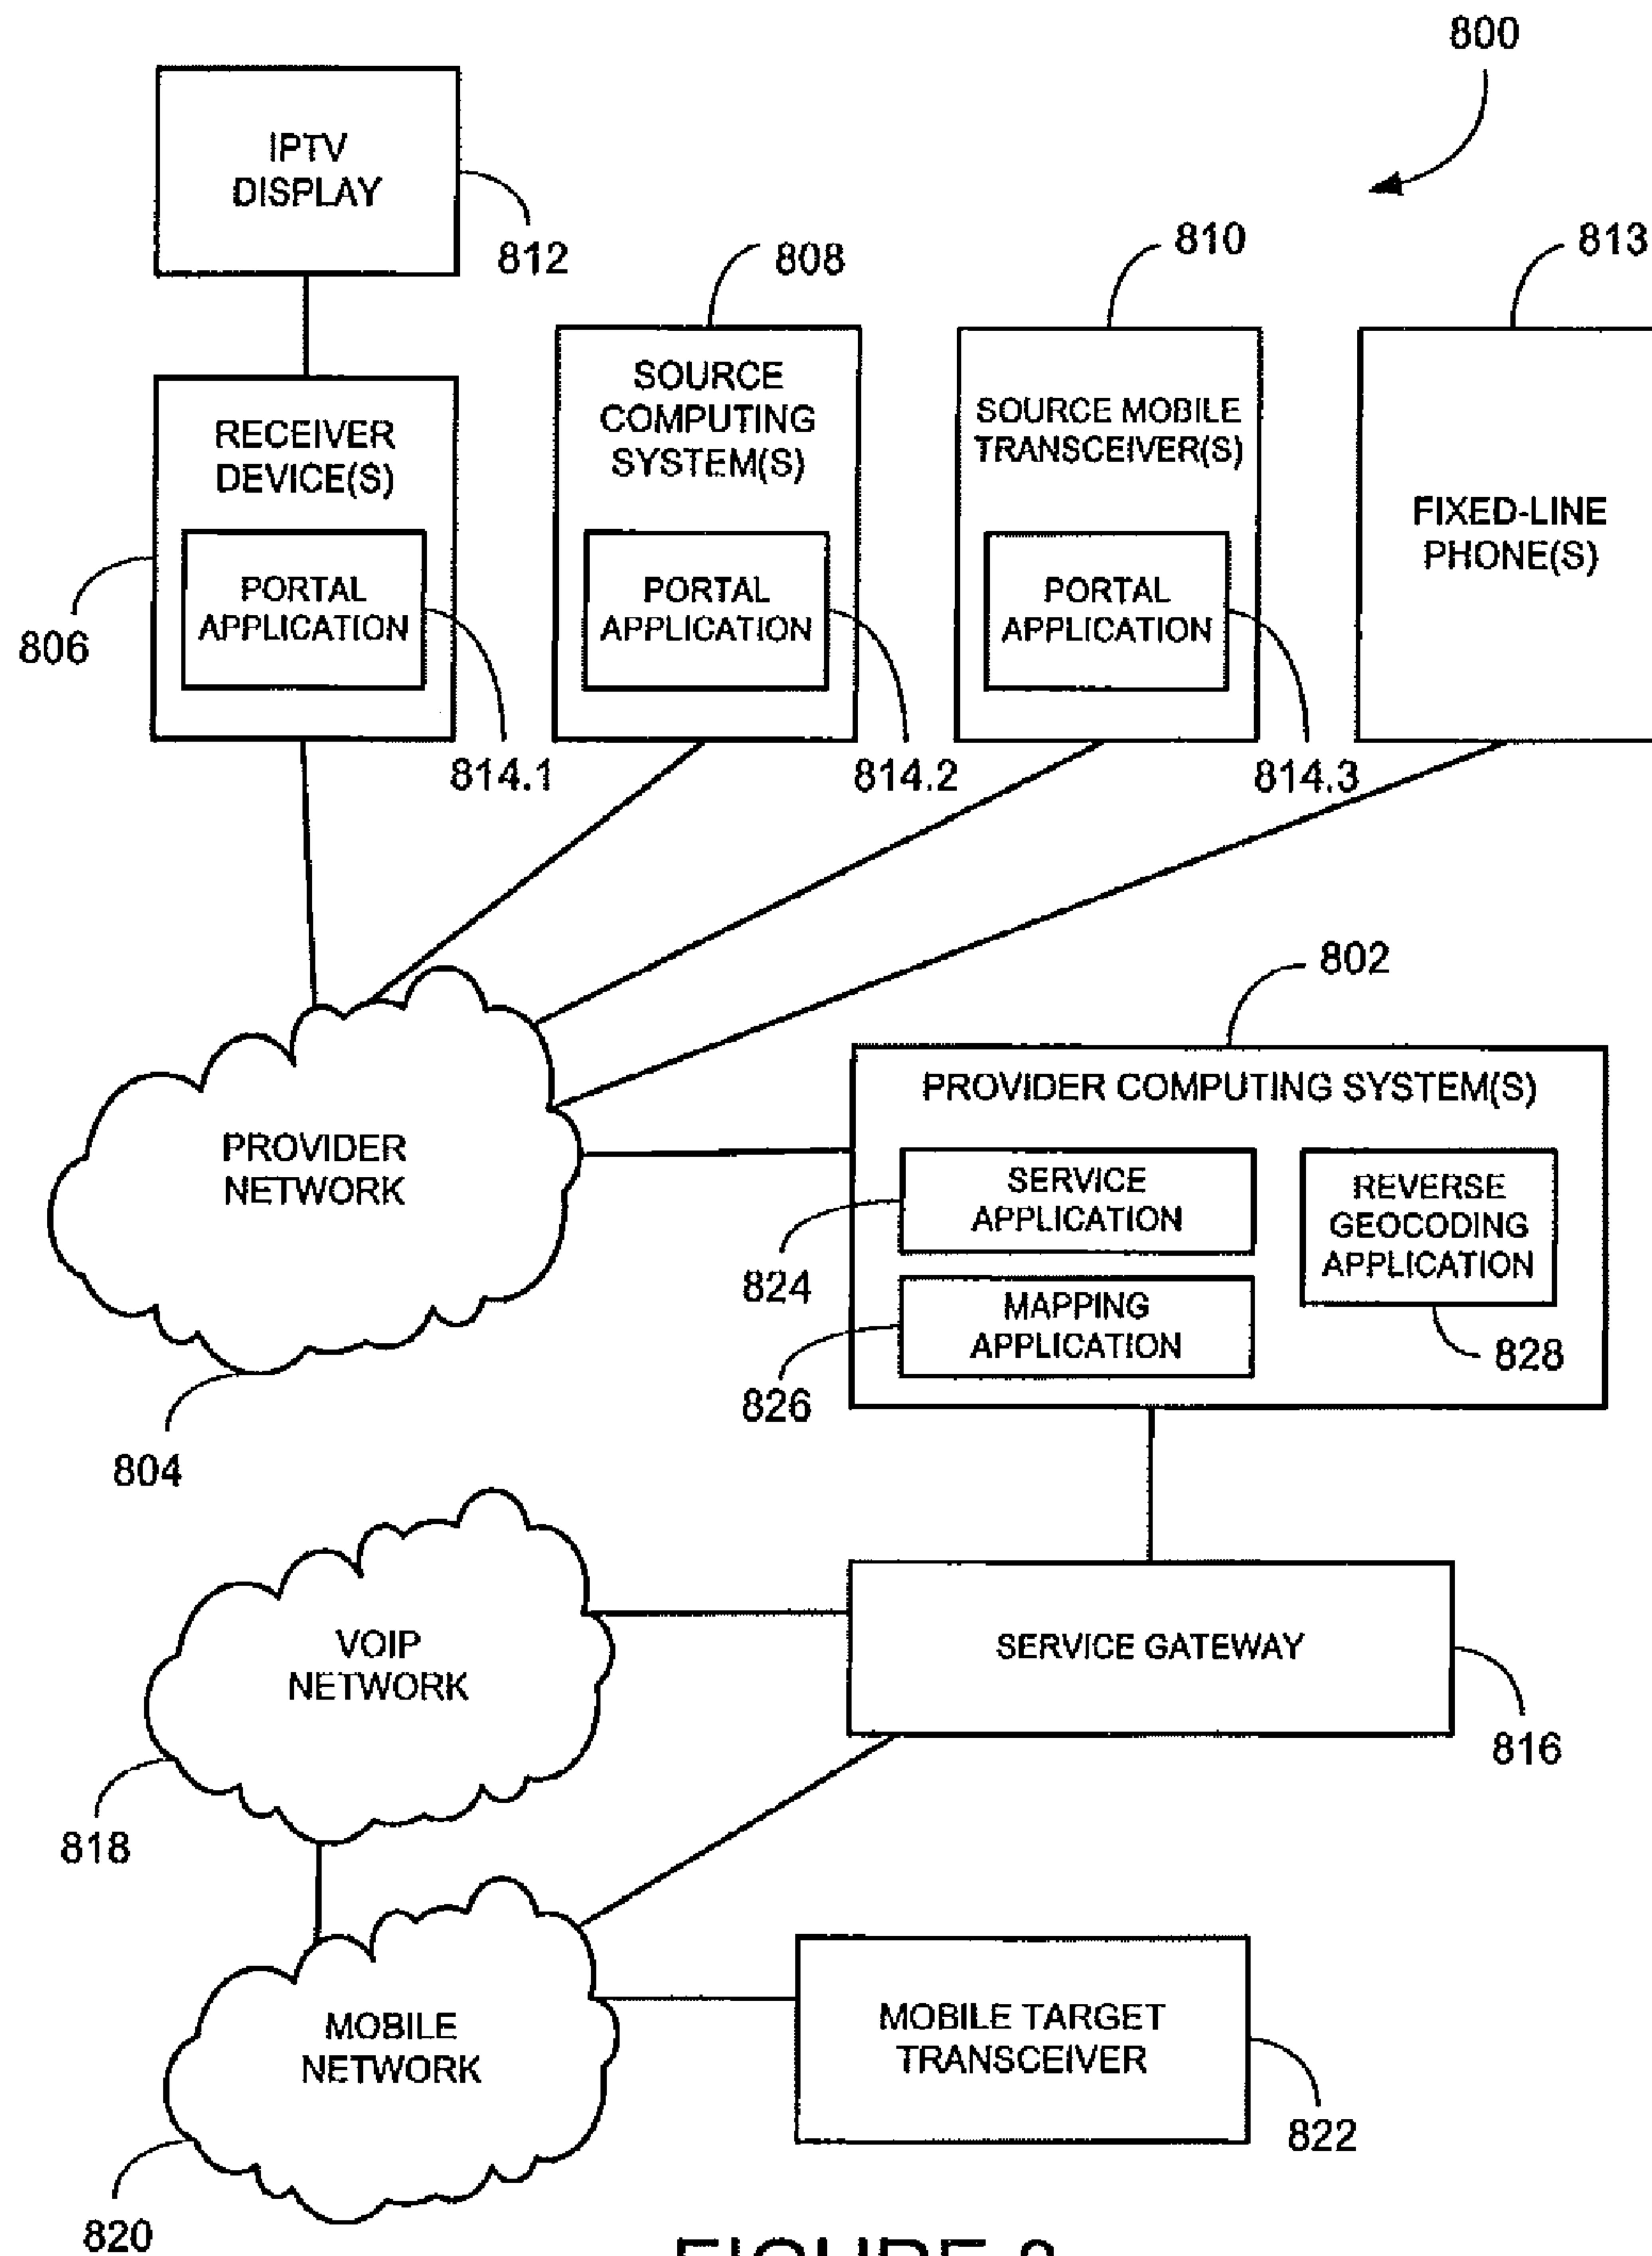 800
IPTV
DISPLAY
812
808
810
813
RECEIVER
DEVICE(S)
PORTAL
APPLICATION
806
814.1
SOURCE
COMPUTING
SYSTEM(S)
PORTAL
APPLICATION
814.2
SOURCE MOBILE
TRANSCEIVER(S)
PORTAL
APPLICATION
814.3
FIXED-LINE
PHONE(S)
802
PROVIDER
NETWORK
804
PROVIDER COMPUTING SYSTEM(S)
SERVICE
APPLICATION
824
MAPPING
APPLICATION
826
REVERSE
GEOCODING
APPLICATION
828
VOIP
NETWORK
818
SERVICE GATEWAY
816
MOBILE
NETWORK
820
MOBILE TARGET
TRANSCEIVER
822
FIGURE 8